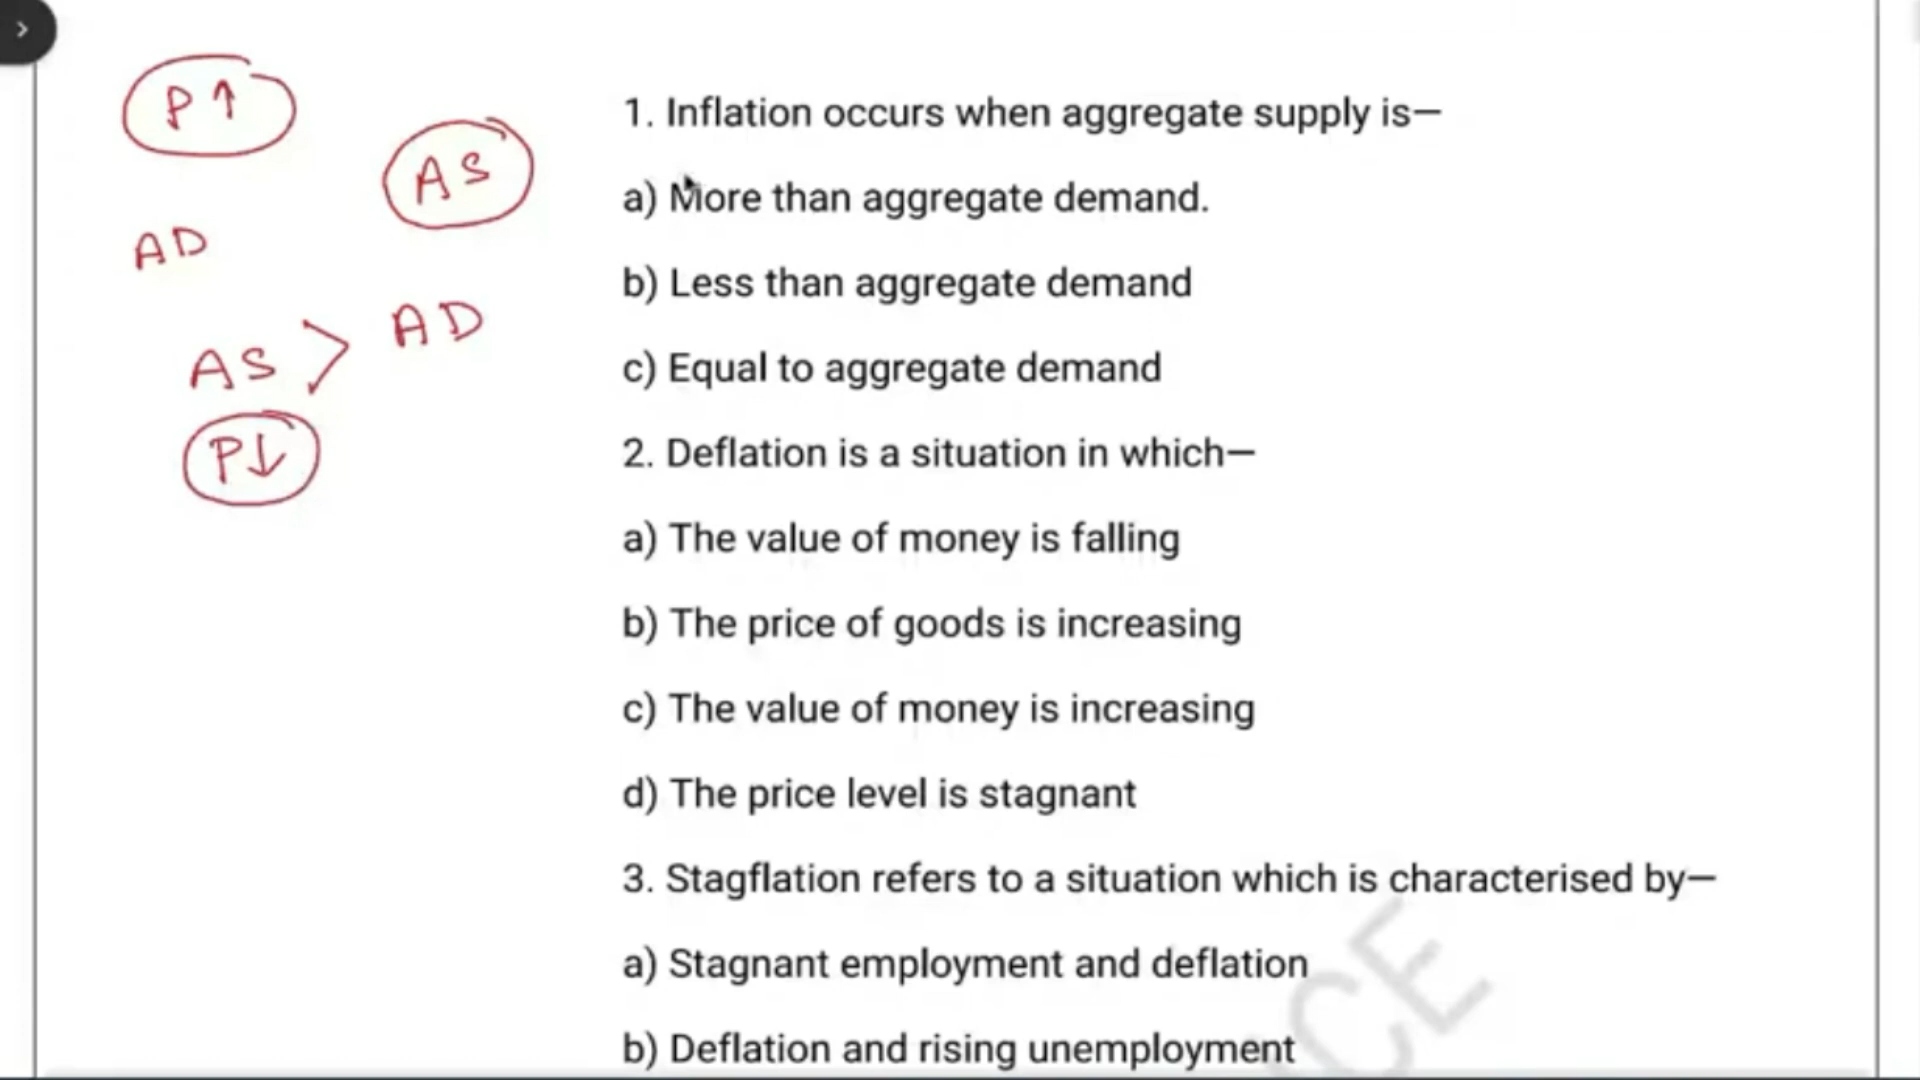 P↑
AS
AD
AS > AD
P↓
1. Inflation occurs when aggregate supply is—
a) More than aggregate demand.
b) Less than aggregate demand
c) Equal to aggregate demand
2. Deflation is a situation in which—
a) The value of money is falling
b) The price of goods is increasing
c) The value of money is increasing
d) The price level is stagnant
3. Stagflation refers to a situation which is characterised by—
a) Stagnant employment and deflation
b) Deflation and rising unemployment
CE